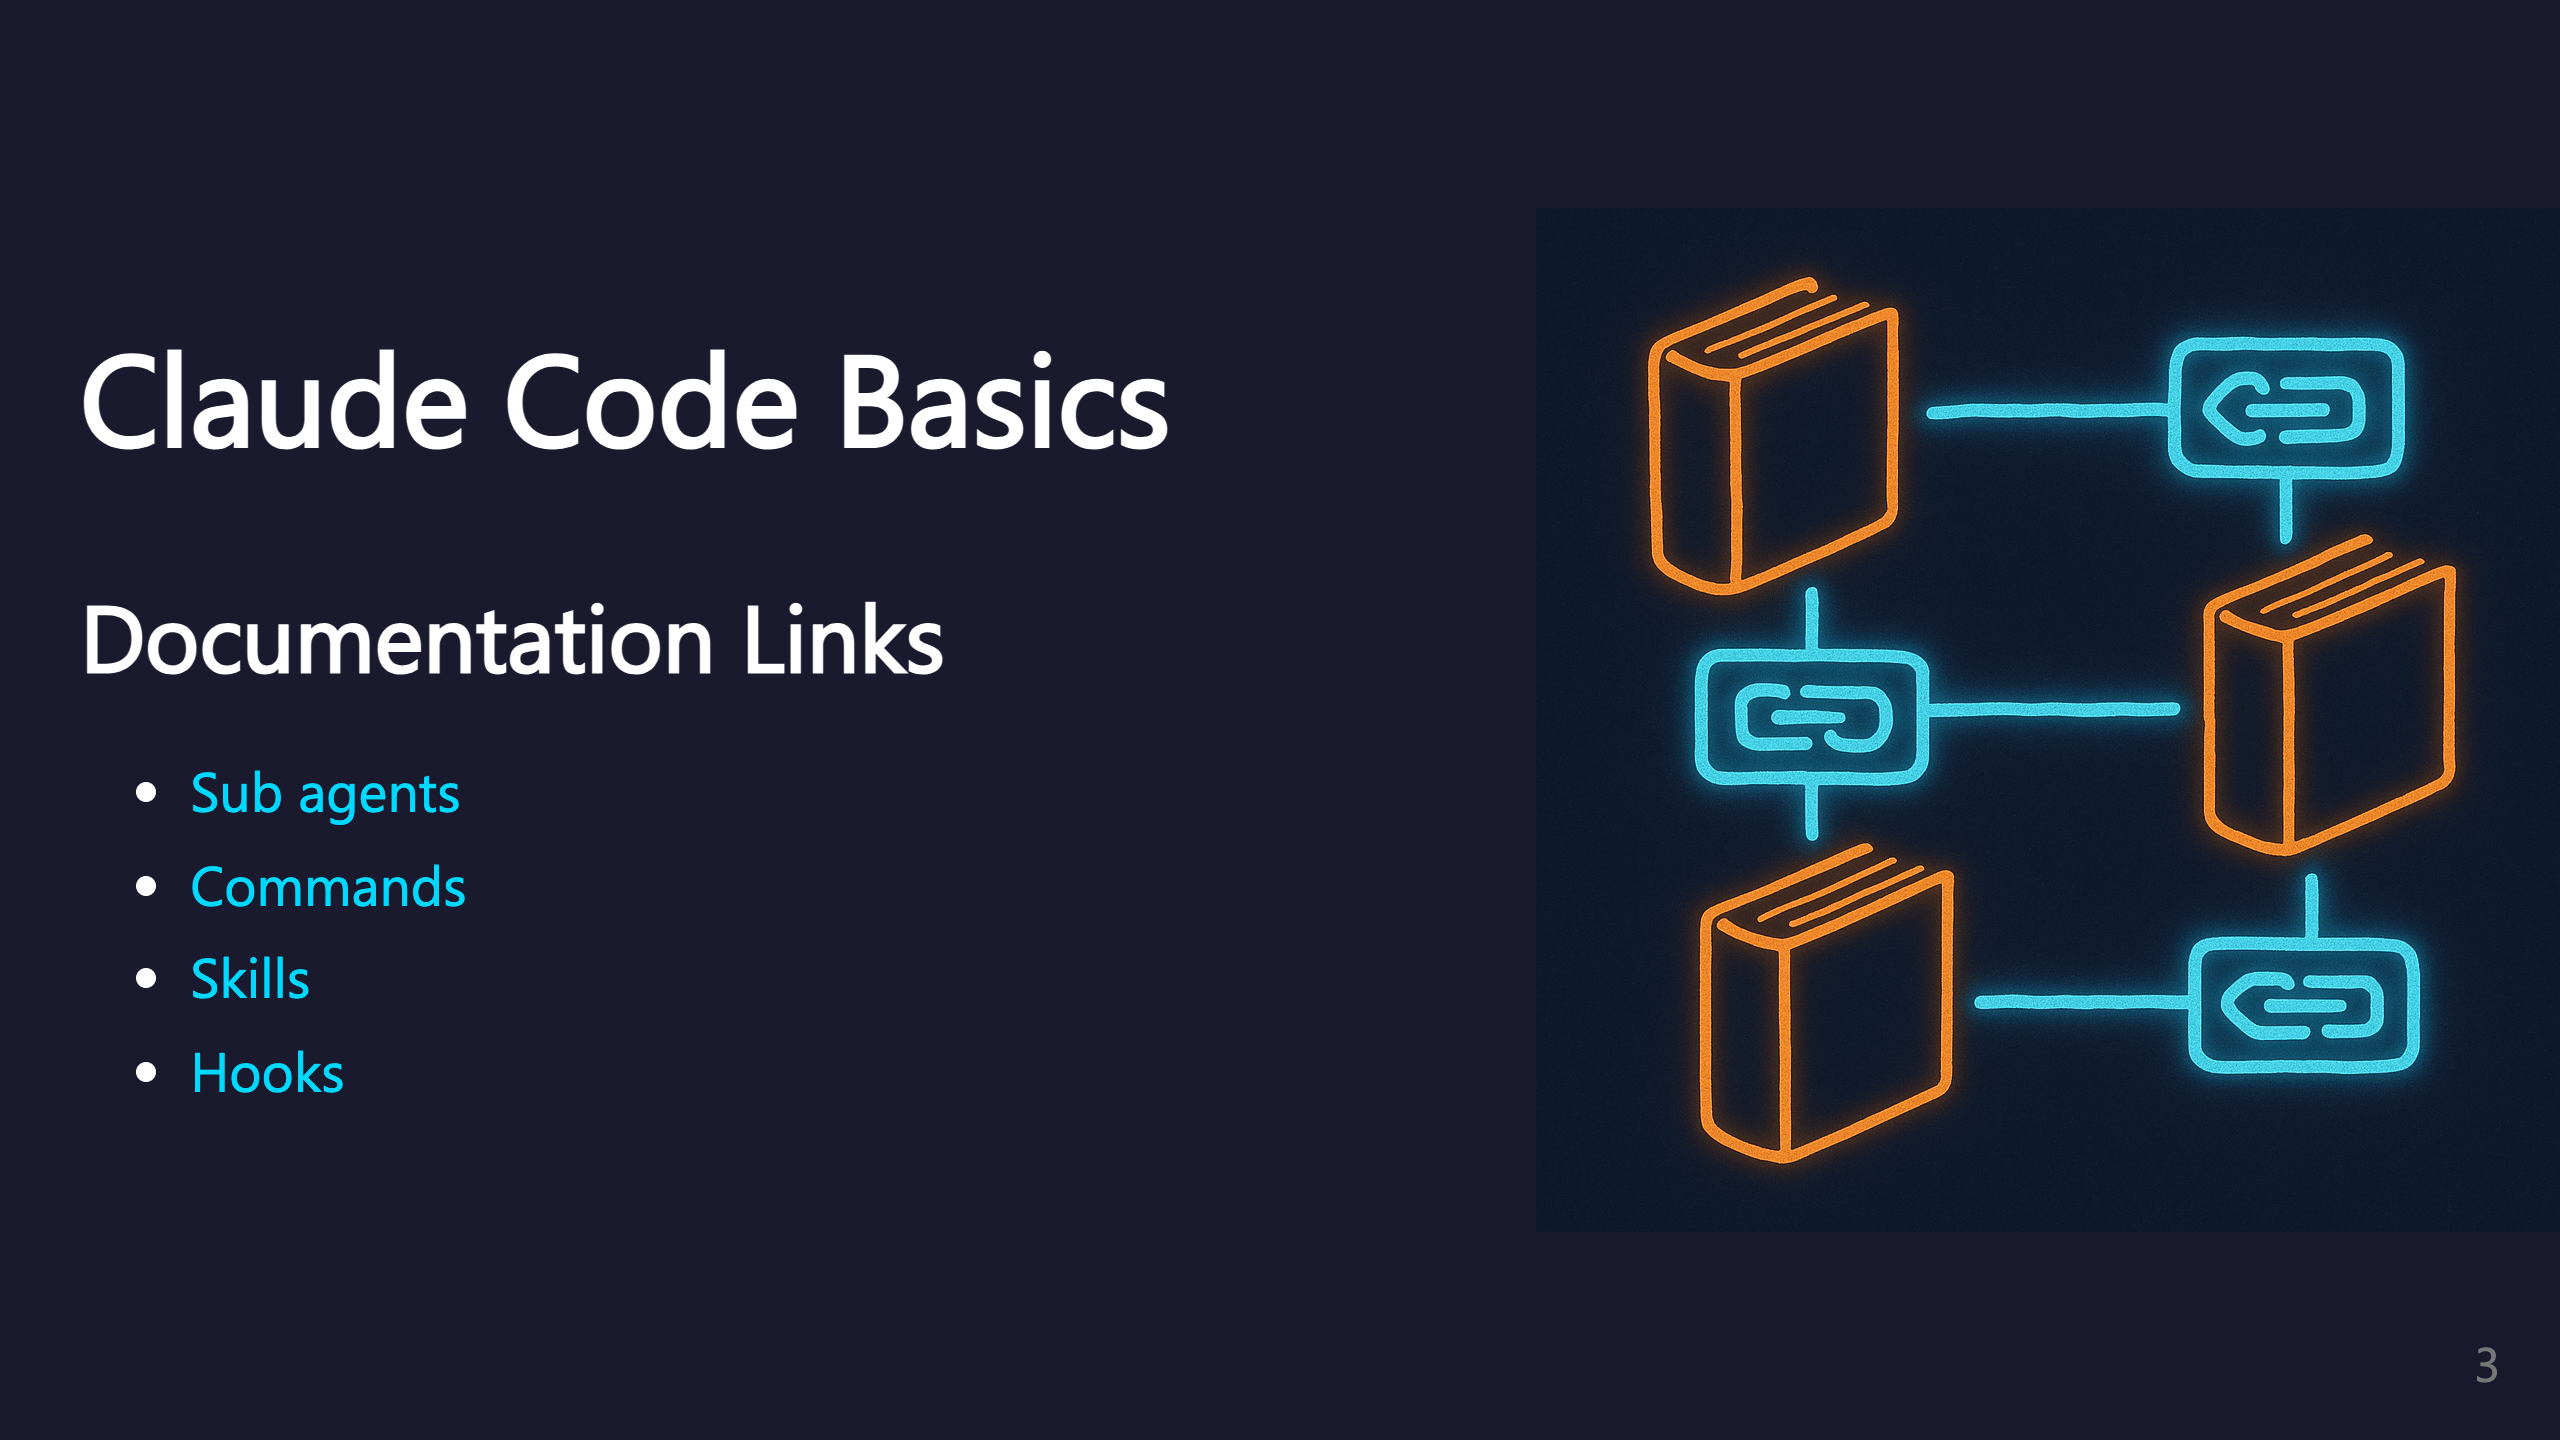 Claude Code Basics
Documentation Links
Sub agents
Commands
Skills
Hooks
3